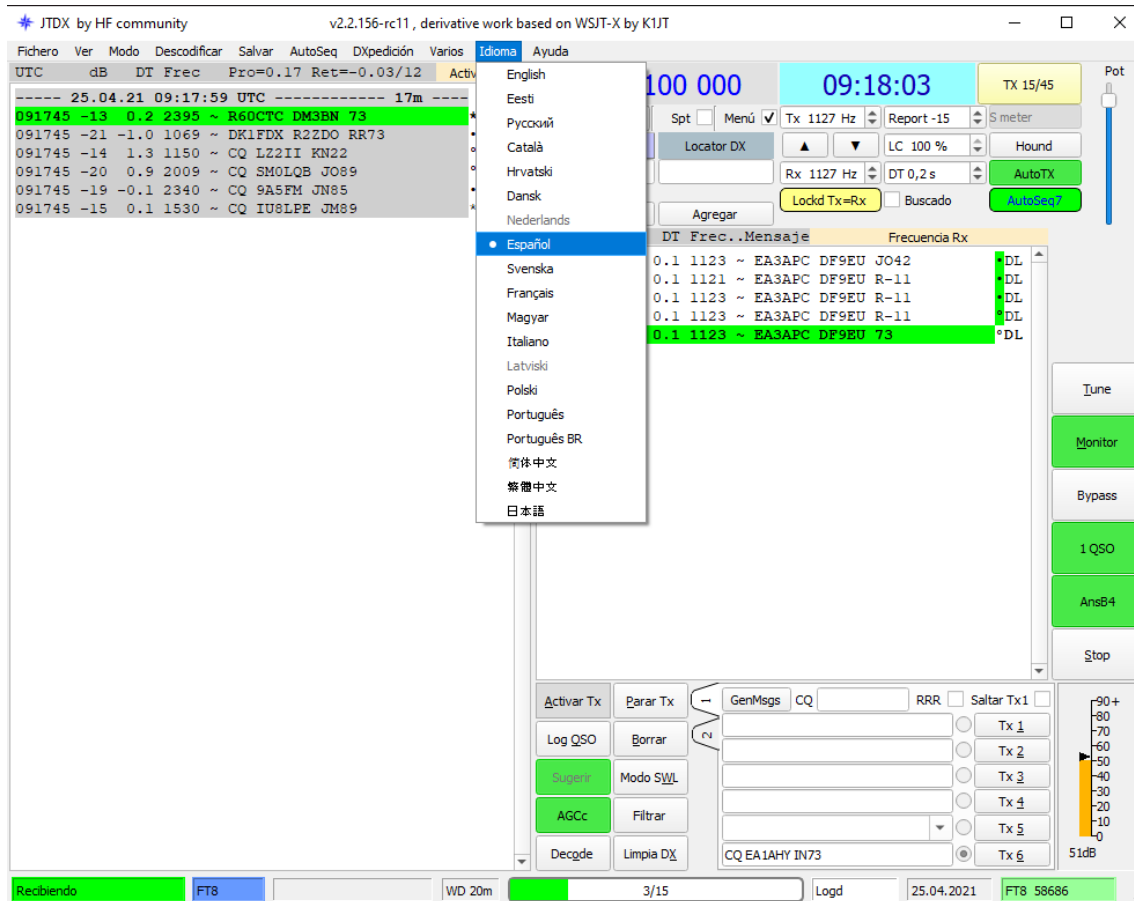 JTDX by HF community v2.2.156-rc11 , derivative work based on WSJT-X by K1JT
Fichero Ver Modo Descodificar Salvar AutoSeq DXpedición Varios Idioma Ayuda
UTC dB DT Frec Pro=0.17 Ret=-0.03/12
----- 25.04.21 09:17:59 UTC ------------ 17m ----
091745 -13 0.2 2395 ~ R60CTC DM3BN 73 *
091745 -21 -1.0 1069 ~ DK1FDX R2ZDO RR73 •
091745 -14 1.3 1150 ~ CQ LZ2II KN22 °
091745 -20 0.9 2009 ~ CQ SM0LQB JO89 °
091745 -19 -0.1 2340 ~ CQ 9A5FM JN85 •
091745 -15 0.1 1530 ~ CQ IU8LPE JM89 *
English
Eesti
Русский
Català
Hrvatski
Dansk
Nederlands
Español
Svenska
Français
Magyar
Italiano
Latviski
Polski
Português
Português BR
简体中文
繁體中文
日本語
100 000 09:18:03 TX 15/45 Pot
Spt Menú Tx 1127 Hz Report -15 S meter
Locator DX ▲ ▼ LC 100 % Hound
Rx 1127 Hz DT 0,2 s AutoTX
Agregar Lockd Tx=Rx Buscado AutoSeq7
DT Frec..Mensaje Frecuencia Rx
0.1 1123 ~ EA3APC DF9EU JO42 •DL
0.1 1121 ~ EA3APC DF9EU R-11 •DL
0.1 1123 ~ EA3APC DF9EU R-11 •DL
0.1 1123 ~ EA3APC DF9EU R-11 °DL
0.1 1123 ~ EA3APC DF9EU 73 °DL
Tune
Monitor
Bypass
1 QSO
AnsB4
Stop
Activar Tx Parar Tx 1 GenMsgs CQ RRR Saltar Tx1
Log QSO Borrar 2 Tx 1
Tx 2
Sugerir Modo SWL Tx 3
AGCc Filtrar Tx 4
Tx 5
Decode Limpia DX CQ EA1AHY IN73 Tx 6
90+
80
70
60
50
40
30
20
10
0
51dB
Recibiendo FT8 WD 20m 3/15 Logd 25.04.2021 FT8 58686